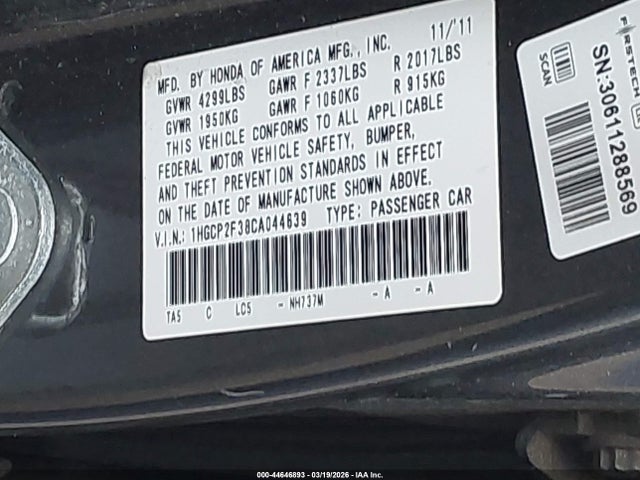 MFD. BY HONDA OF AMERICA MFG., INC. 11/'11
GVWR 4299LBS GAWR F 2337LBS R 2017LBS
GVWR 1950KG GAWR F 1060KG R 915KG
THIS VEHICLE CONFORMS TO ALL APPLICABLE
FEDERAL MOTOR VEHICLE SAFETY, BUMPER,
AND THEFT PREVENTION STANDARDS IN EFFECT
ON THE DATE OF MANUFACTURE SHOWN ABOVE.
V.I.N.: 1HGCP2F38CA044639 TYPE: PASSENGER CAR
TA5 C LC5 - NH737M - A - A
SCAN
SN:30611288569
000-44646893 - 03/19/2026 - IAA Inc.